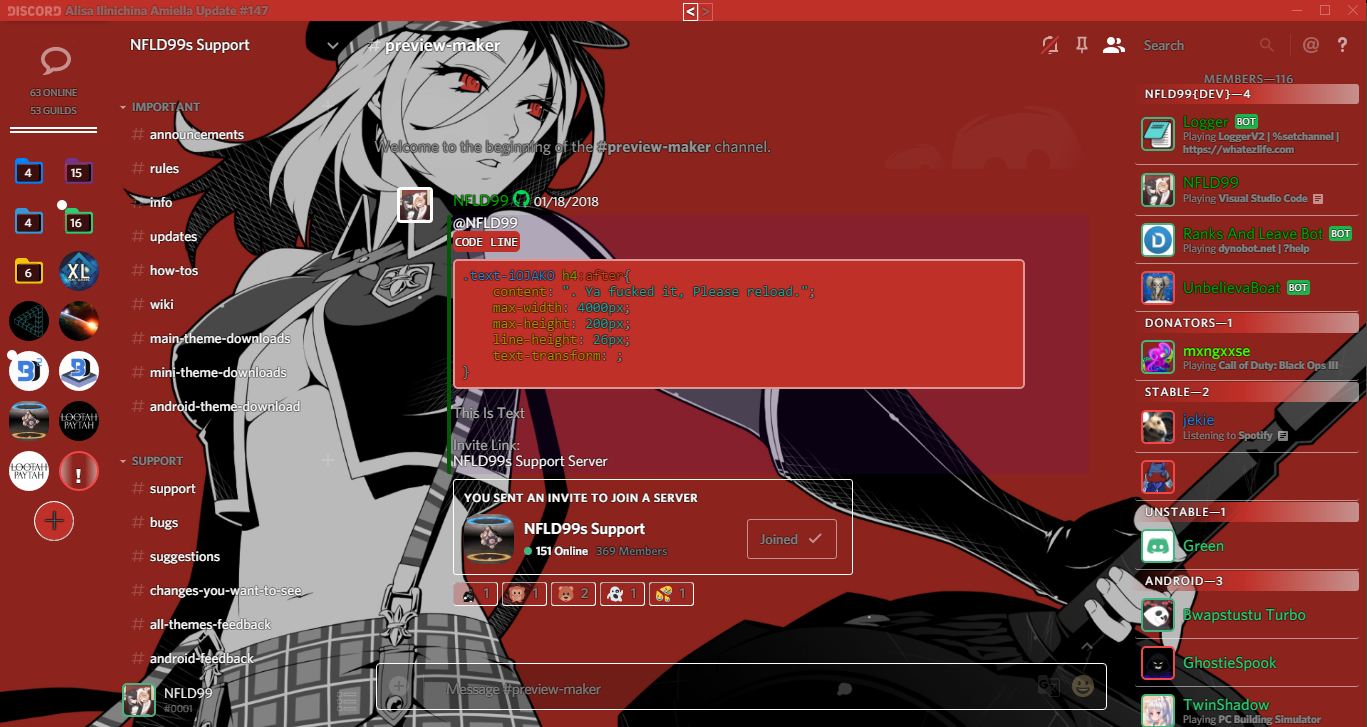 DISCORD Alisa Ilinichina Amiella Update #147
< >
63 ONLINE
53 GUILDS
4
15
4
16
6
XL
LOOTAH PAYTAH
LOOTAH PAYTAH
!
NFLD99s Support
IMPORTANT
# announcements
# rules
# info
# updates
# how-tos
# wiki
# main-theme-downloads
# mini-theme-downloads
# android-theme-download
SUPPORT
# support
# bugs
# suggestions
# changes-you-want-to-see
# all-themes-feedback
# android-feedback
NFLD99
#0001
# preview-maker
Search
@ ?
Welcome to the beginning of the #preview-maker channel.
NFLD99 01/18/2018
@NFLD99
CODE LINE
.text-iOJAKO h4:after{
content: ". Ya fucked it, Please reload.";
max-width: 4000px;
max-height: 200px;
line-height: 26px;
text-transform: ;
}
This Is Text
Invite Link:
NFLD99s Support Server
YOU SENT AN INVITE TO JOIN A SERVER
NFLD99s Support
151 Online 369 Members
Joined
1 1 2 1 1
Message #preview-maker
MEMBERS—116
NFLD99{DEV}—4
Logger BOT
Playing LoggerV2 | %setchannel |
https://whatezlife.com
NFLD99
Playing Visual Studio Code
Ranks And Leave Bot BOT
Playing dynobot.net | ?help
UnbelievaBoat BOT
DONATORS—1
mxngxxse
Playing Call of Duty: Black Ops III
STABLE—2
jekie
Listening to Spotify
UNSTABLE—1
Green
ANDROID—3
Bwapstustu Turbo
GhostieSpook
TwinShadow
Playing PC Building Simulator